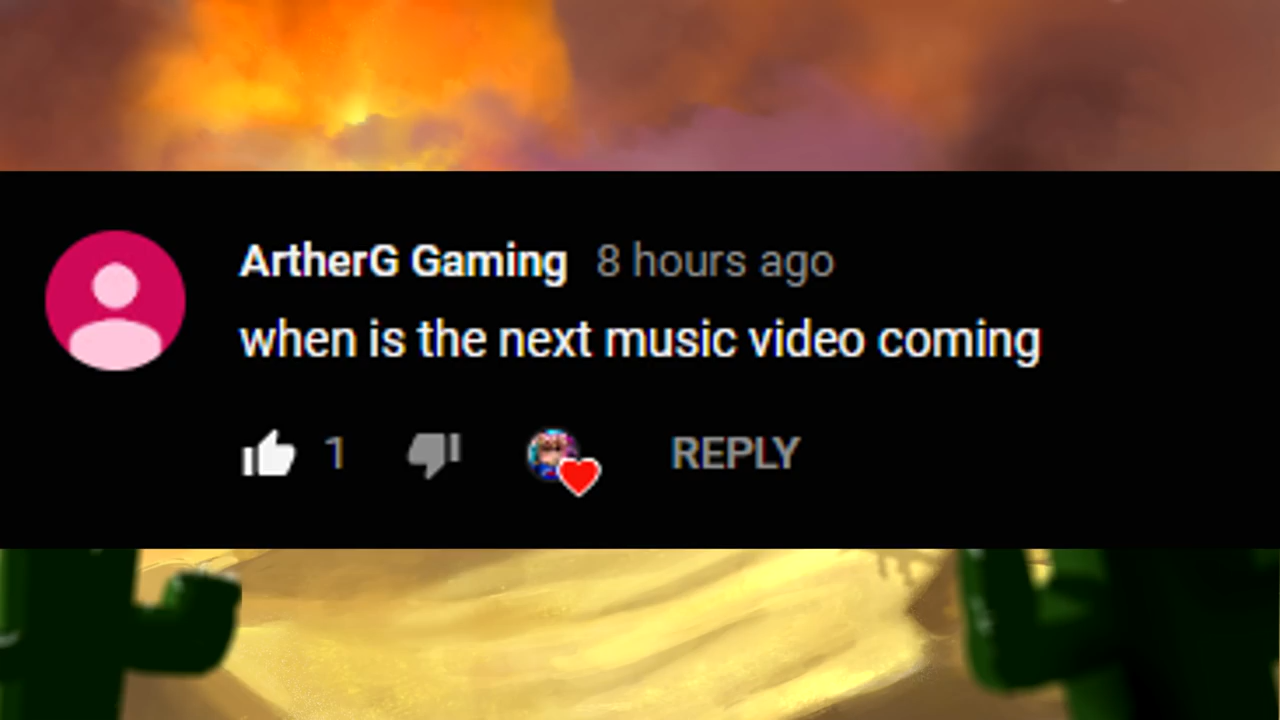 ArtherG Gaming 8 hours ago
when is the next music video coming
1 REPLY